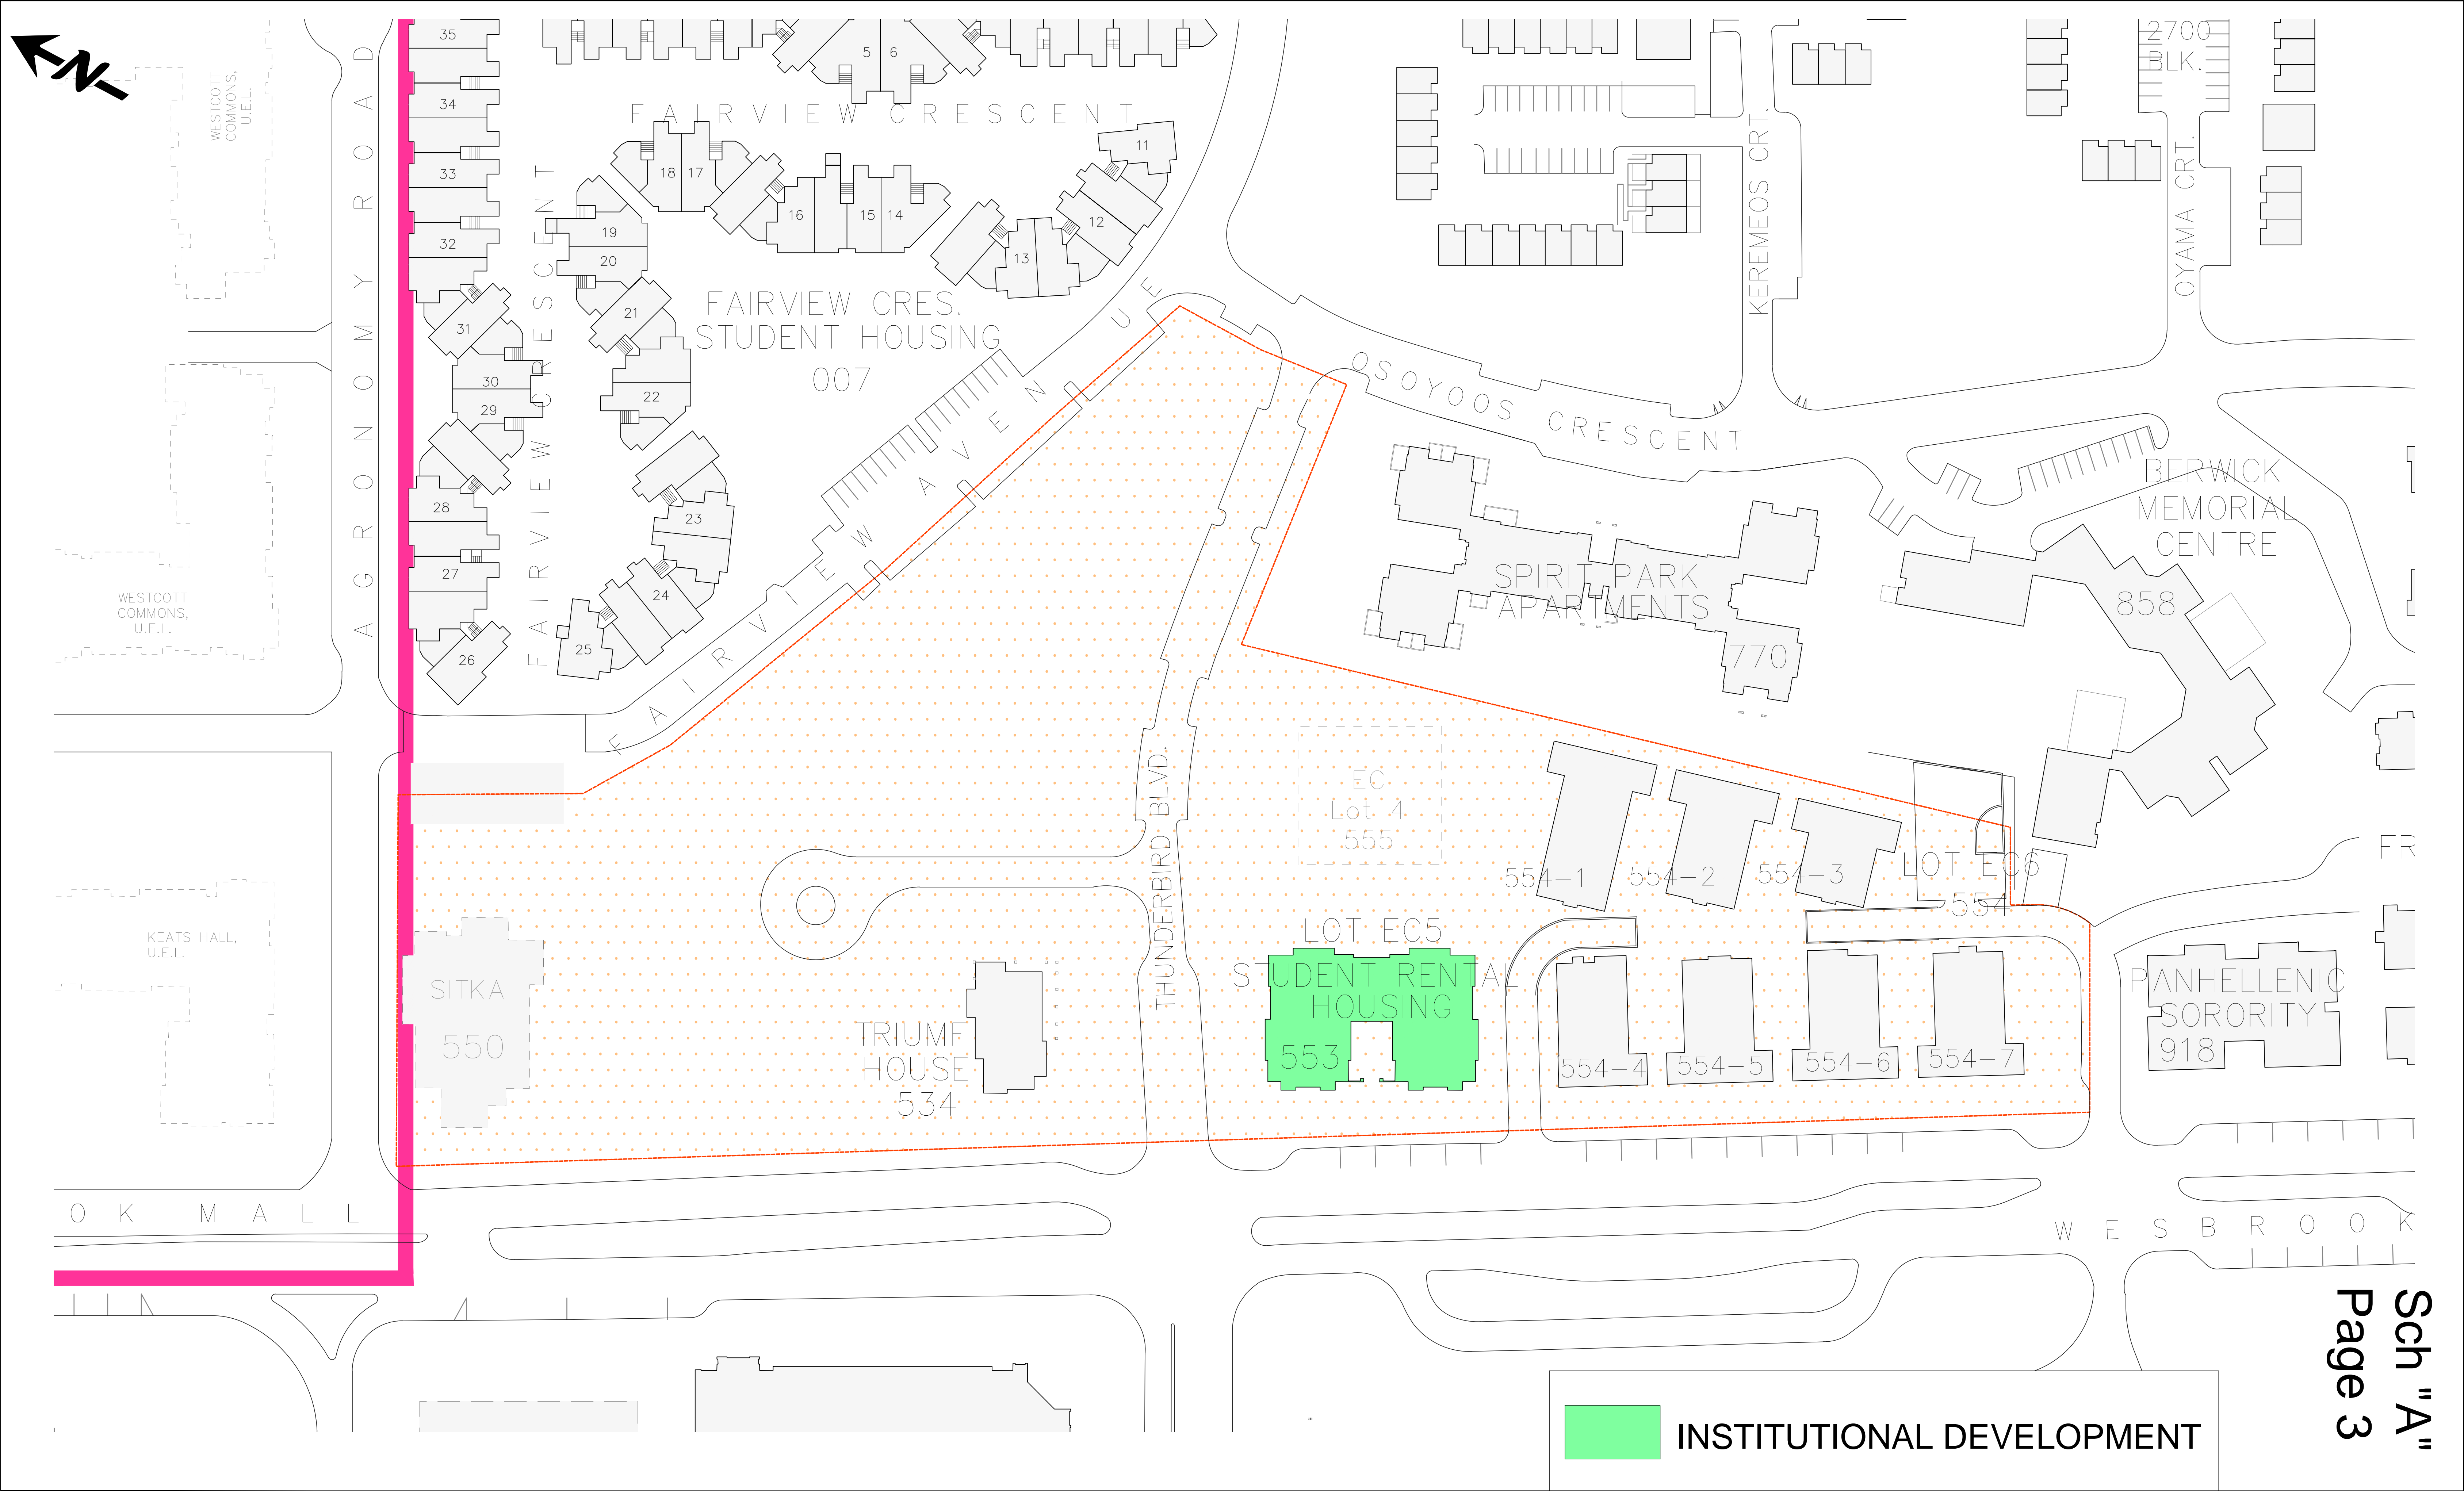 N
WESTCOTT
COMMONS,
U.E.L.
AGRONOMY ROAD
35
34
33
32
31
30
29
28
27
26
5
6
FAIRVIEW CRESCENT
18
17
16
15
14
13
12
11
19
20
21
22
23
24
25
FAIRVIEW CRESCENT
FAIRVIEW CRESCENT
FAIRVIEW CRES.
STUDENT HOUSING
007
FAIRVIEW AVENUE
KEREMEOS CRT.
2700
BLK.
OYAMA CRT.
OSOYOOS CRESCENT
SPIRIT PARK
APARTMENTS
770
BERWICK
MEMORIAL
CENTRE
858
WESTCOTT
COMMONS,
U.E.L.
KEATS HALL,
U.E.L.
SITKA
550
TRIUMF
HOUSE
534
THUNDERBIRD BLVD.
EC
Lot 4
555
554-1
554-2
554-3
LOT EC6
554
FR
LOT EC5
STUDENT RENTAL
HOUSING
553
554-4
554-5
554-6
554-7
PANHELLENIC
SORORITY
918
OK MALL
WESBROOK
INSTITUTIONAL DEVELOPMENT
Sch "A"
Page 3